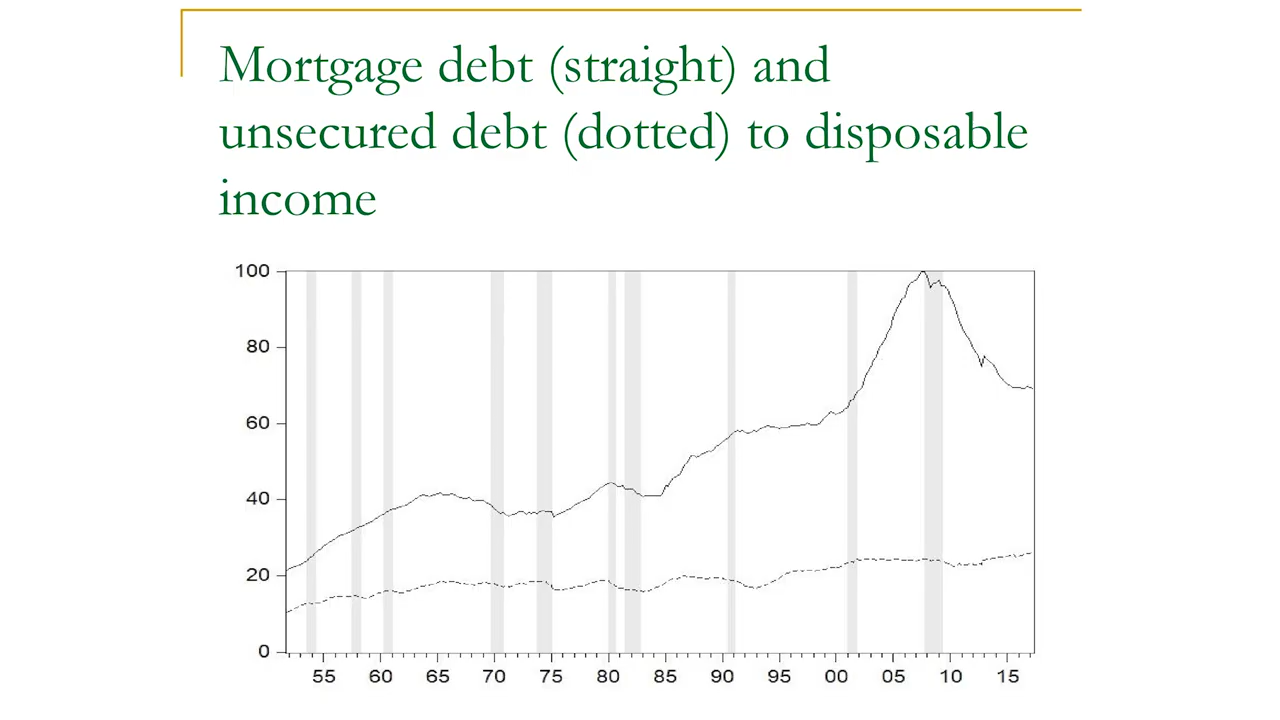 Mortgage debt (straight) and
unsecured debt (dotted) to disposable
income
100
80
60
40
20
0
55 60 65 70 75 80 85 90 95 00 05 10 15